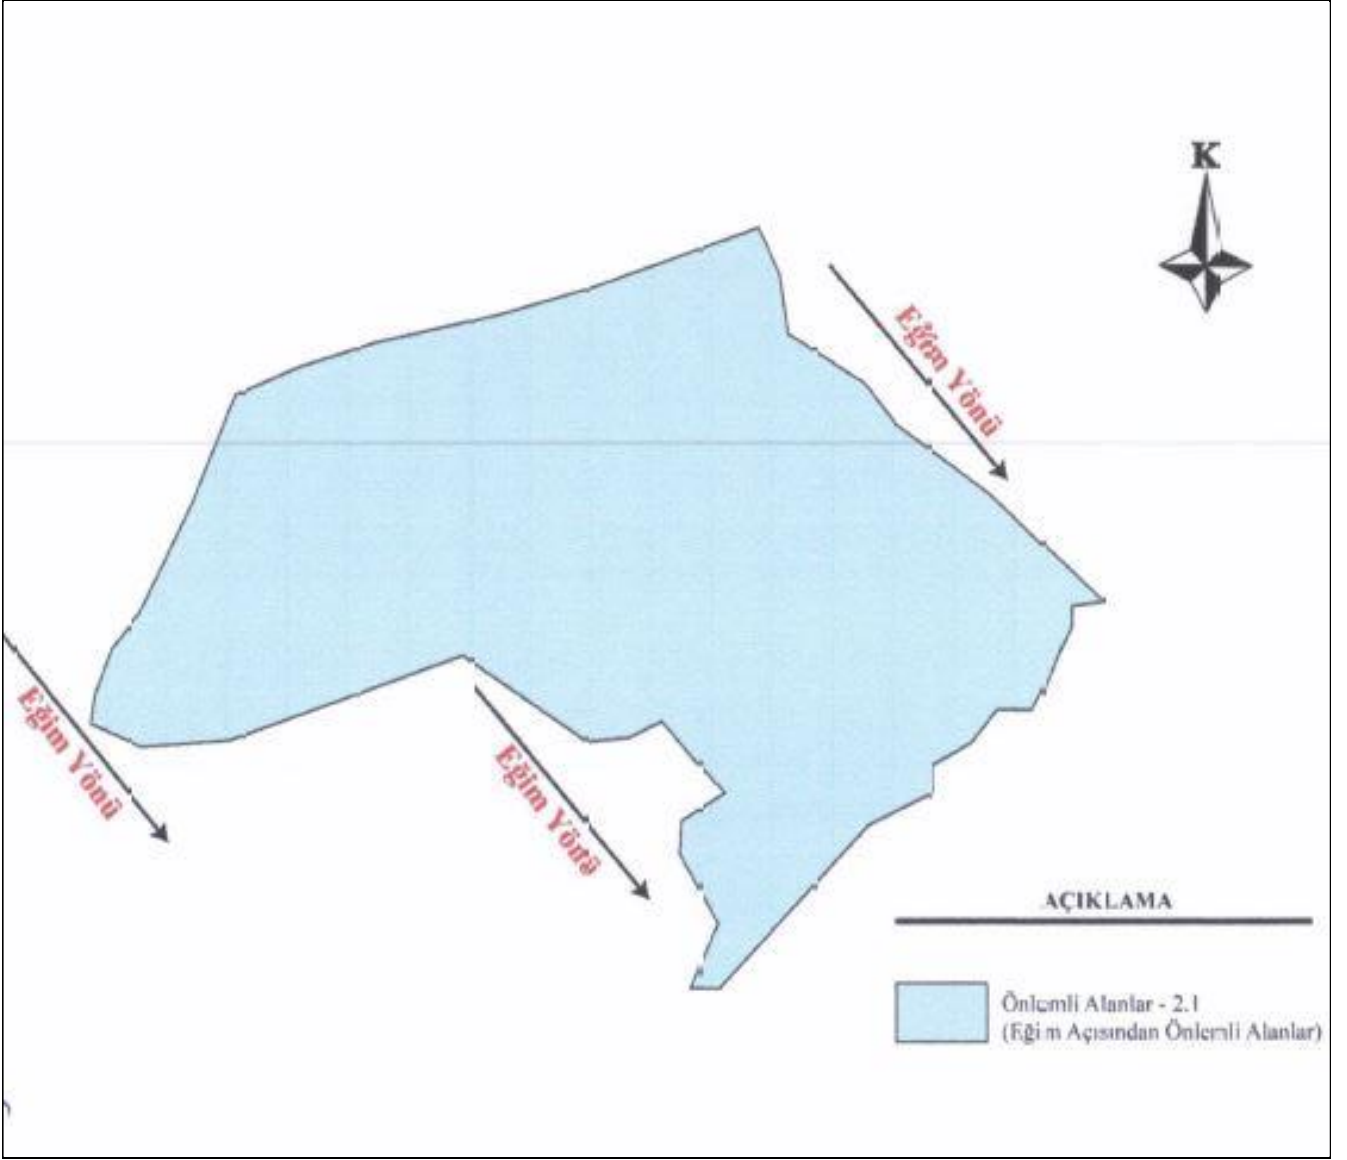 K
Eğim Yönü
Eğim Yönü
Eğim Yönü
AÇIKLAMA
Önlemli Alanlar - 2.1
(Eğim Açısından Önlemli Alanlar)